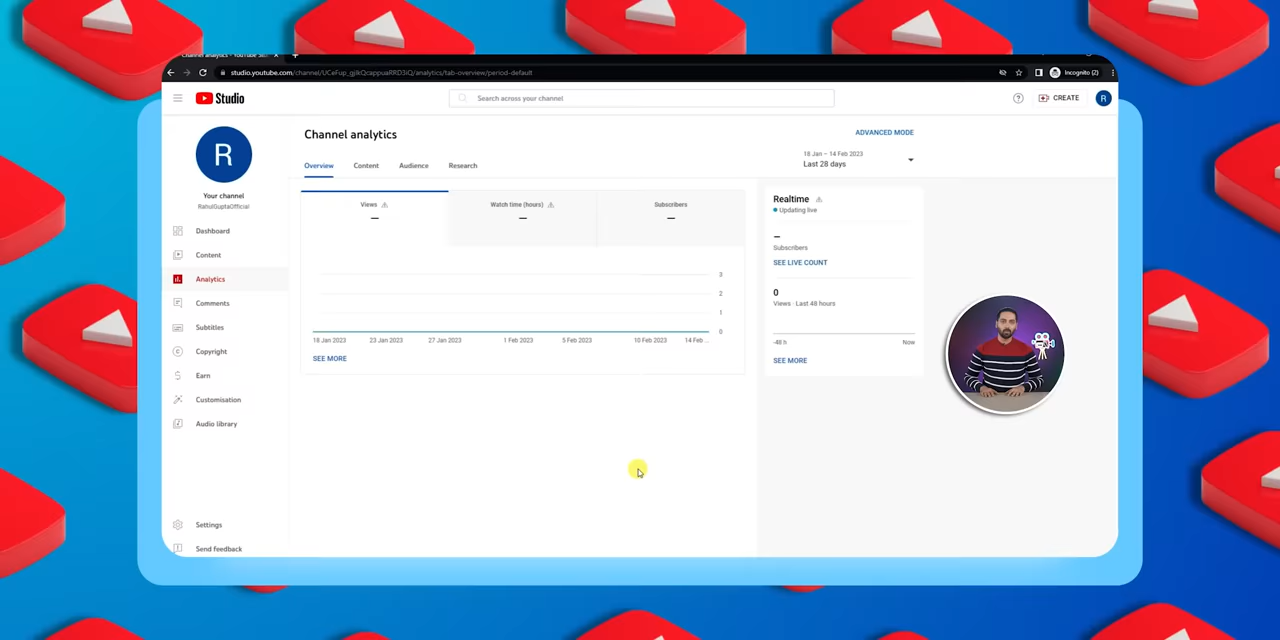 studio.youtube.com/channel/UCeFup_gjlkQcappuaRRD3iQ/analytics/tab-overview/period-default
Incognito (2)
Studio
Search across your channel
CREATE
R
R
Your channel
RahulGuptaOfficial
Dashboard
Content
Analytics
Comments
Subtitles
Copyright
Earn
Customisation
Audio library
Settings
Send feedback
Channel analytics
ADVANCED MODE
18 Jan – 14 Feb 2023
Last 28 days
Overview Content Audience Research
Views Watch time (hours) Subscribers
— — —
3
2
1
0
18 Jan 2023 23 Jan 2023 27 Jan 2023 1 Feb 2023 5 Feb 2023 10 Feb 2023 14 Feb ...
SEE MORE
Realtime
Updating live
—
Subscribers
SEE LIVE COUNT
0
Views · Last 48 hours
-48 h Now
SEE MORE